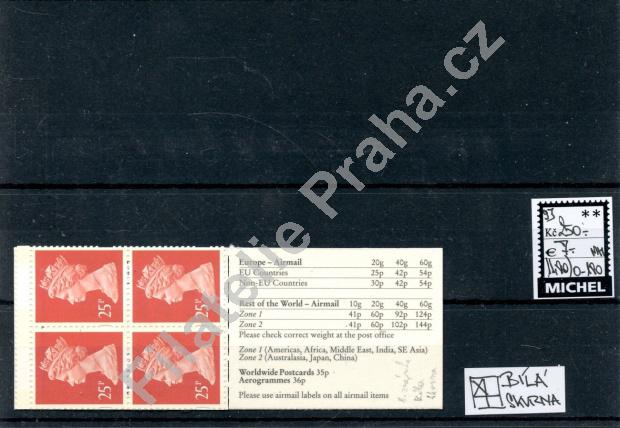 Filatelie Praha.cz
93 **
Kč 250.-
€ 7.-
MICHEL
Europe – Airmail 20g 40g 60g
EU Countries 25p 42p 54p
Non-EU Countries 30p 42p 54p
Rest of the World – Airmail 10g 20g 40g 60g
Zone 1 41p 60p 92p 124p
Zone 2 .41p 60p 102p 144p
Please check correct weight at the post office
Zone 1 (Americas, Africa, Middle East, India, SE Asia)
Zone 2 (Australasia, Japan, China)
Worldwide Postcards 35p
Aerogrammes 36p
Please use airmail labels on all airmail items
25P
25P
25P
25P
BÍLÁ
SKVRNA